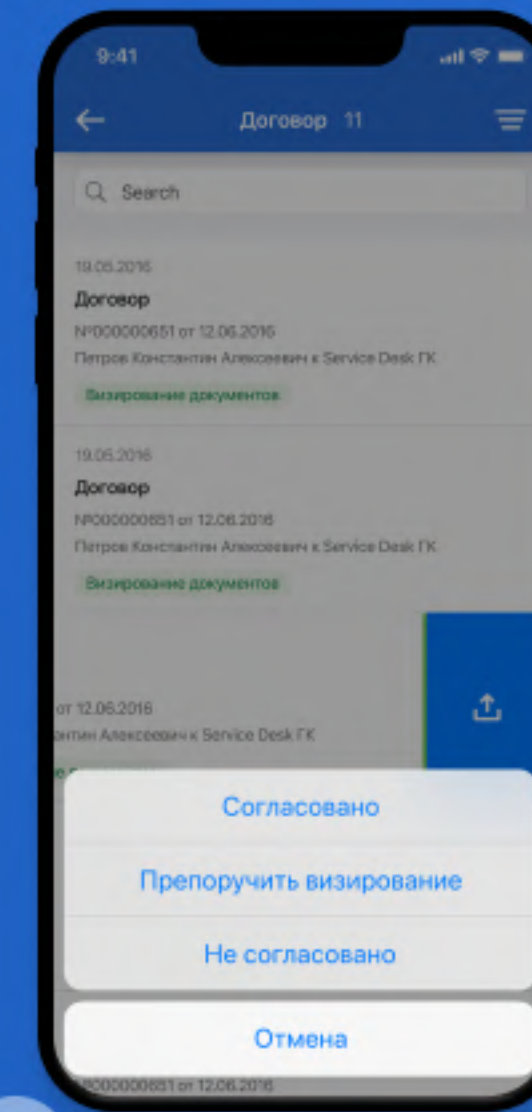 9:41
Договор 11
Search
19.05.2016
Договор
№000000651 от 12.06.2016
Петров Константин Алексеевич к Service Desk ГК
Визирование документов
19.05.2016
Договор
№000000651 от 12.06.2016
Петров Константин Алексеевич к Service Desk ГК
Визирование документов
от 12.06.2016
антин Алексеевич к Service Desk ГК
Согласовано
Препоручить визирование
Не согласовано
Отмена
№000000651 от 12.06.2016